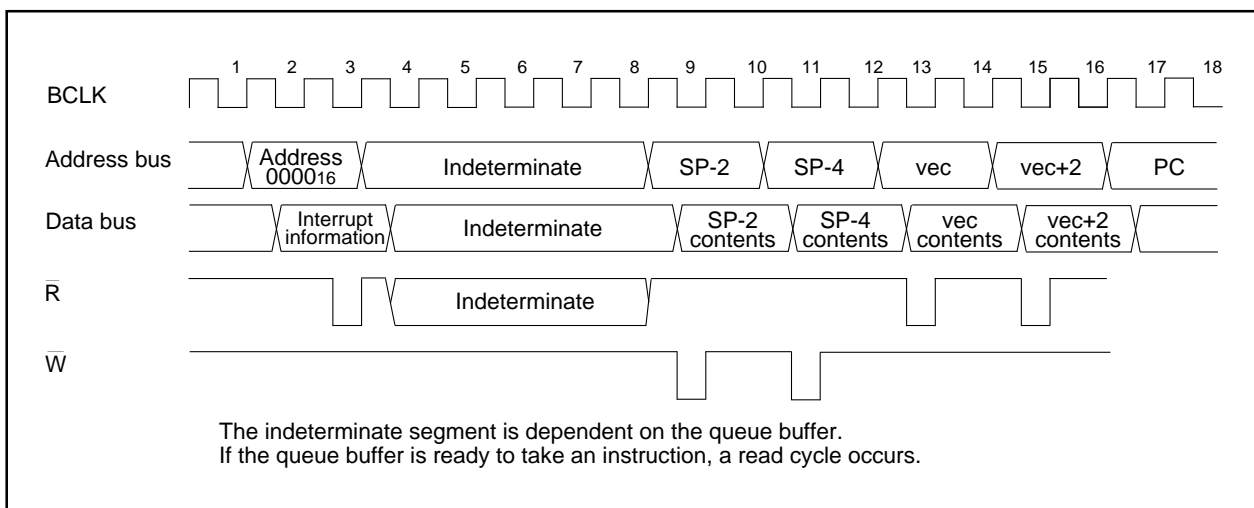 1 2 3 4 5 6 7 8 9 10 11 12 13 14 15 16 17 18
BCLK
Address bus
Address
000016
Indeterminate
SP-2
SP-4
vec
vec+2
PC
Data bus
Interrupt
information
Indeterminate
SP-2
contents
SP-4
contents
vec
contents
vec+2
contents
R̅
Indeterminate
W̅
The indeterminate segment is dependent on the queue buffer.
If the queue buffer is ready to take an instruction, a read cycle occurs.